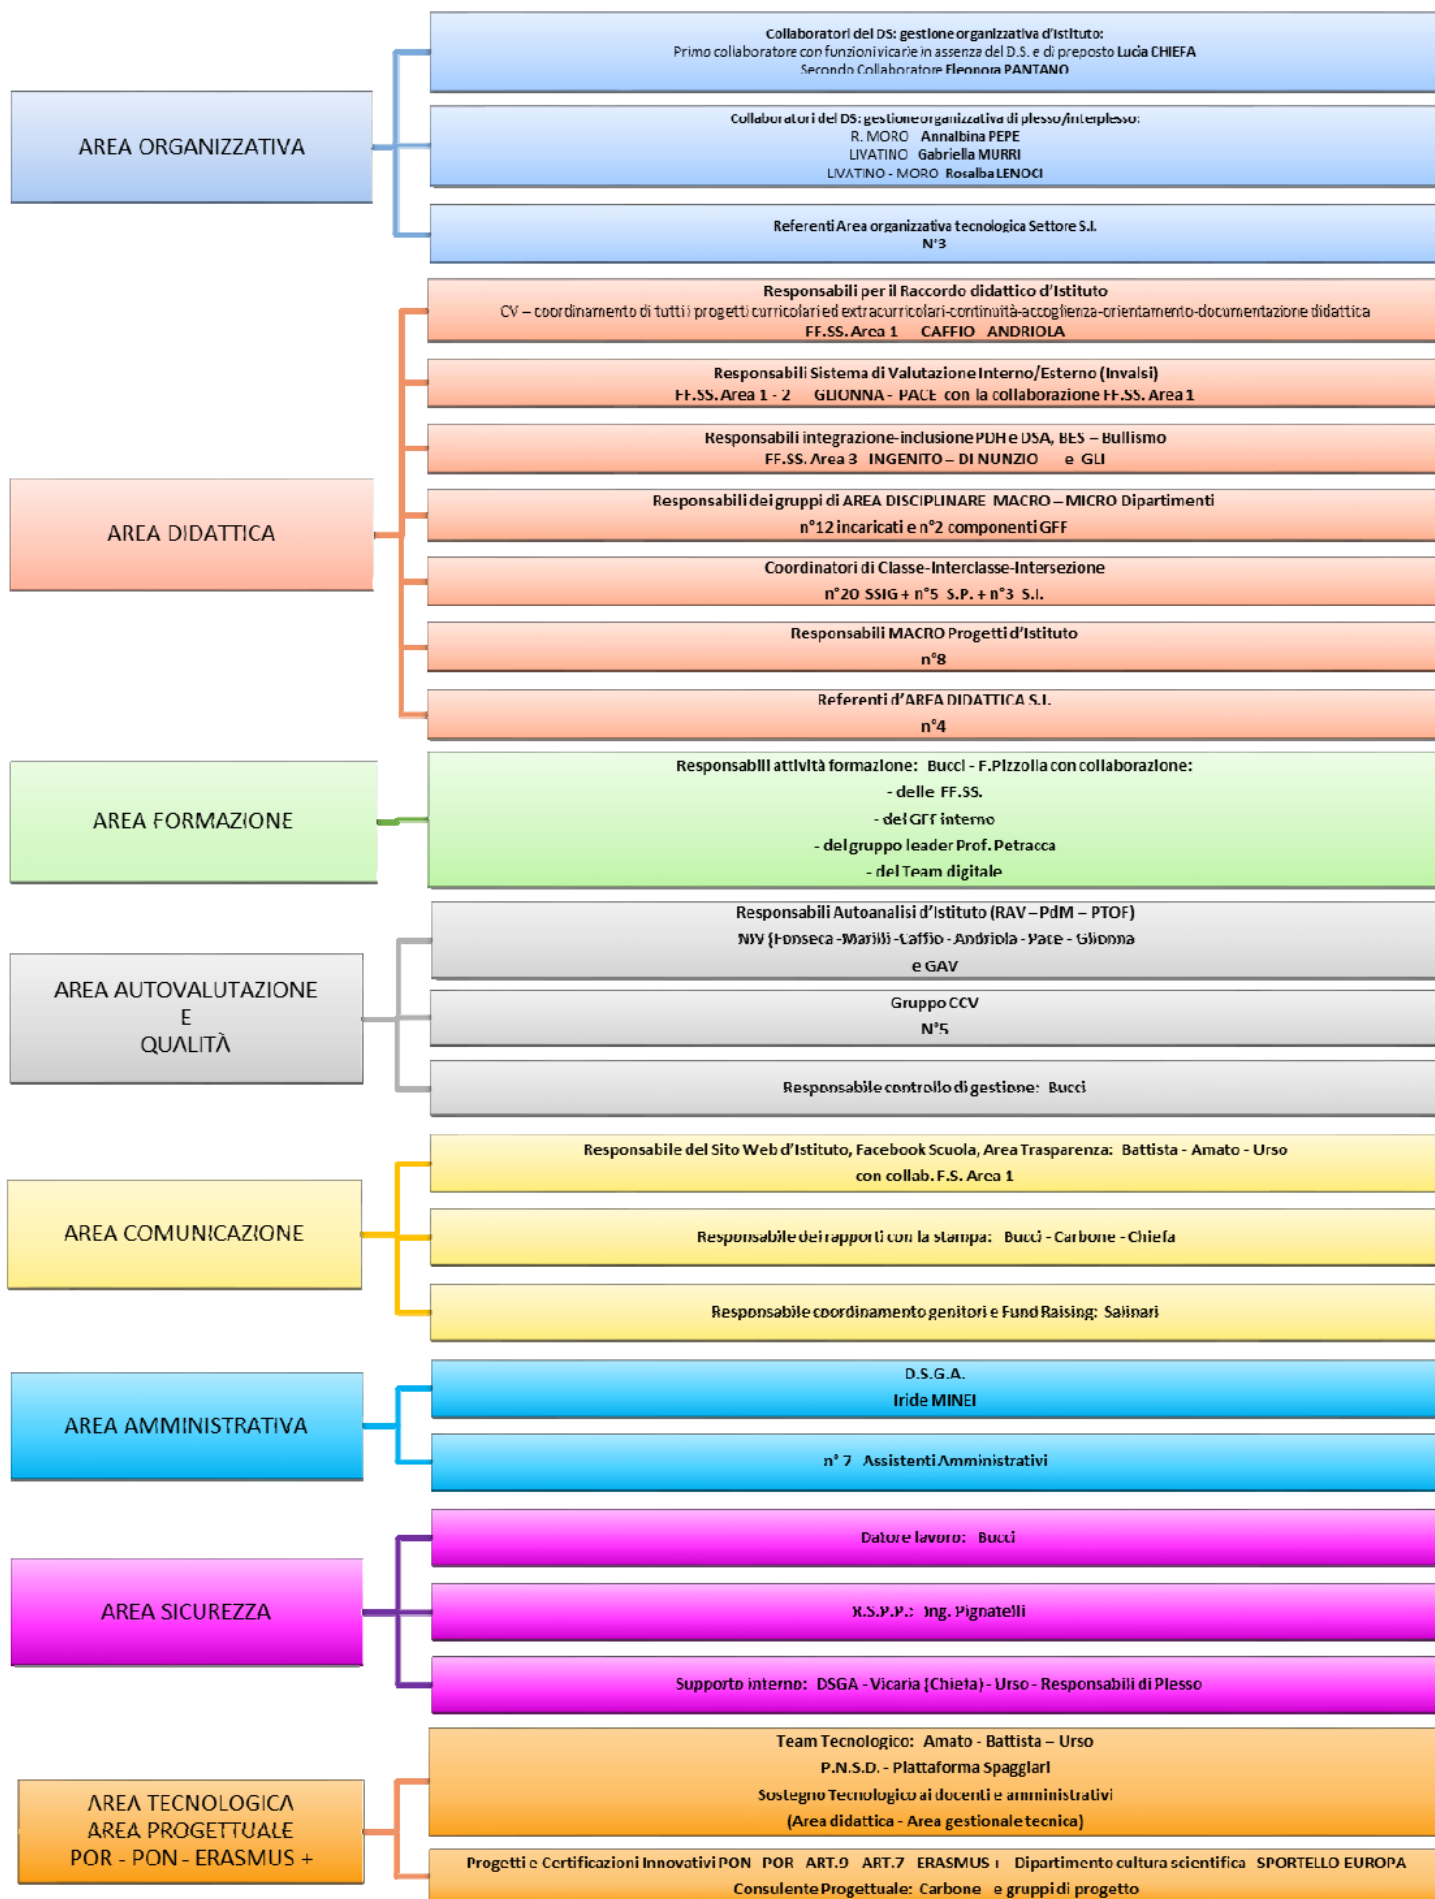 AREA ORGANIZZATIVA
Collaboratori del DS: gestione organizzativa d'Istituto:
Primo collaboratore con funzioni vicarie in assenza del D.S. e di preposto Lucia CHIEFA
Secondo Collaboratore Eleonora PANTANO
Collaboratori del DS: gestione organizzativa di plesso/interplesso:
R. MORO Annalbina PEPE
LIVATINO Gabriella MURRI
LIVATINO - MORO Rosalba LENOCI
Referenti Area organizzativa tecnologica Settore S.I.
N°3
AREA DIDATTICA
Responsabili per il Raccordo didattico d'Istituto
CV – coordinamento di tutti i progetti curricolari ed extracurricolari-continuità-accoglienza-orientamento-documentazione didattica
FF.SS. Area 1 CAFFIO ANDRIOLA
Responsabili Sistema di Valutazione Interno/Esterno (Invalsi)
FF.SS. Area 1 - 2 GLIONNA - PACE con la collaborazione FF.SS. Area 1
Responsabili integrazione-inclusione PDH e DSA, BES – Bullismo
FF.SS. Area 3 INGENITO – DI NUNZIO e GLI
Responsabili dei gruppi di AREA DISCIPLINARE MACRO – MICRO Dipartimenti
n°12 incaricati e n°2 componenti GFF
Coordinatori di Classe-Interclasse-Intersezione
n°20 SSIG + n°5 S.P. + n°3 S.I.
Responsabili MACRO Progetti d'Istituto
n°8
Referenti d'AREA DIDATTICA S.I.
n°4
AREA FORMAZIONE
Responsabili attività formazione: Bucci - F.Pizzolla con collaborazione:
- delle FF.SS.
- del GFF interno
- del gruppo leader Prof. Petracca
- del Team digitale
AREA AUTOVALUTAZIONE
E
QUALITÀ
Responsabili Autoanalisi d'Istituto (RAV – PdM – PTOF)
NIV (Fonseca - Marilli - Caffio - Andriola - Pace - Glionna
e GAV
Gruppo CCV
N°5
Responsabile controllo di gestione: Bucci
AREA COMUNICAZIONE
Responsabile del Sito Web d'Istituto, Facebook Scuola, Area Trasparenza: Battista - Amato - Urso
con collab. F.S. Area 1
Responsabile dei rapporti con la stampa: Bucci - Carbone - Chiefa
Responsabile coordinamento genitori e Fund Raising: Salinari
AREA AMMINISTRATIVA
D.S.G.A.
Iride MINEI
n° 7 Assistenti Amministrativi
AREA SICUREZZA
Datore lavoro: Bucci
R.S.P.P.: Ing. Pignatelli
Supporto interno: DSGA - Vicaria (Chiefa) - Urso - Responsabili di Plesso
AREA TECNOLOGICA
AREA PROGETTUALE
POR - PON - ERASMUS +
Team Tecnologico: Amato - Battista – Urso
P.N.S.D. - Plattaforma Spaggiari
Sostegno Tecnologico ai docenti e amministrativi
(Area didattica - Area gestionale tecnica)
Progetti e Certificazioni Innovativi PON POR ART.9 ART.7 ERASMUS + Dipartimento cultura scientifica SPORTELLO EUROPA
Consulente Progettuale: Carbone e gruppi di progetto